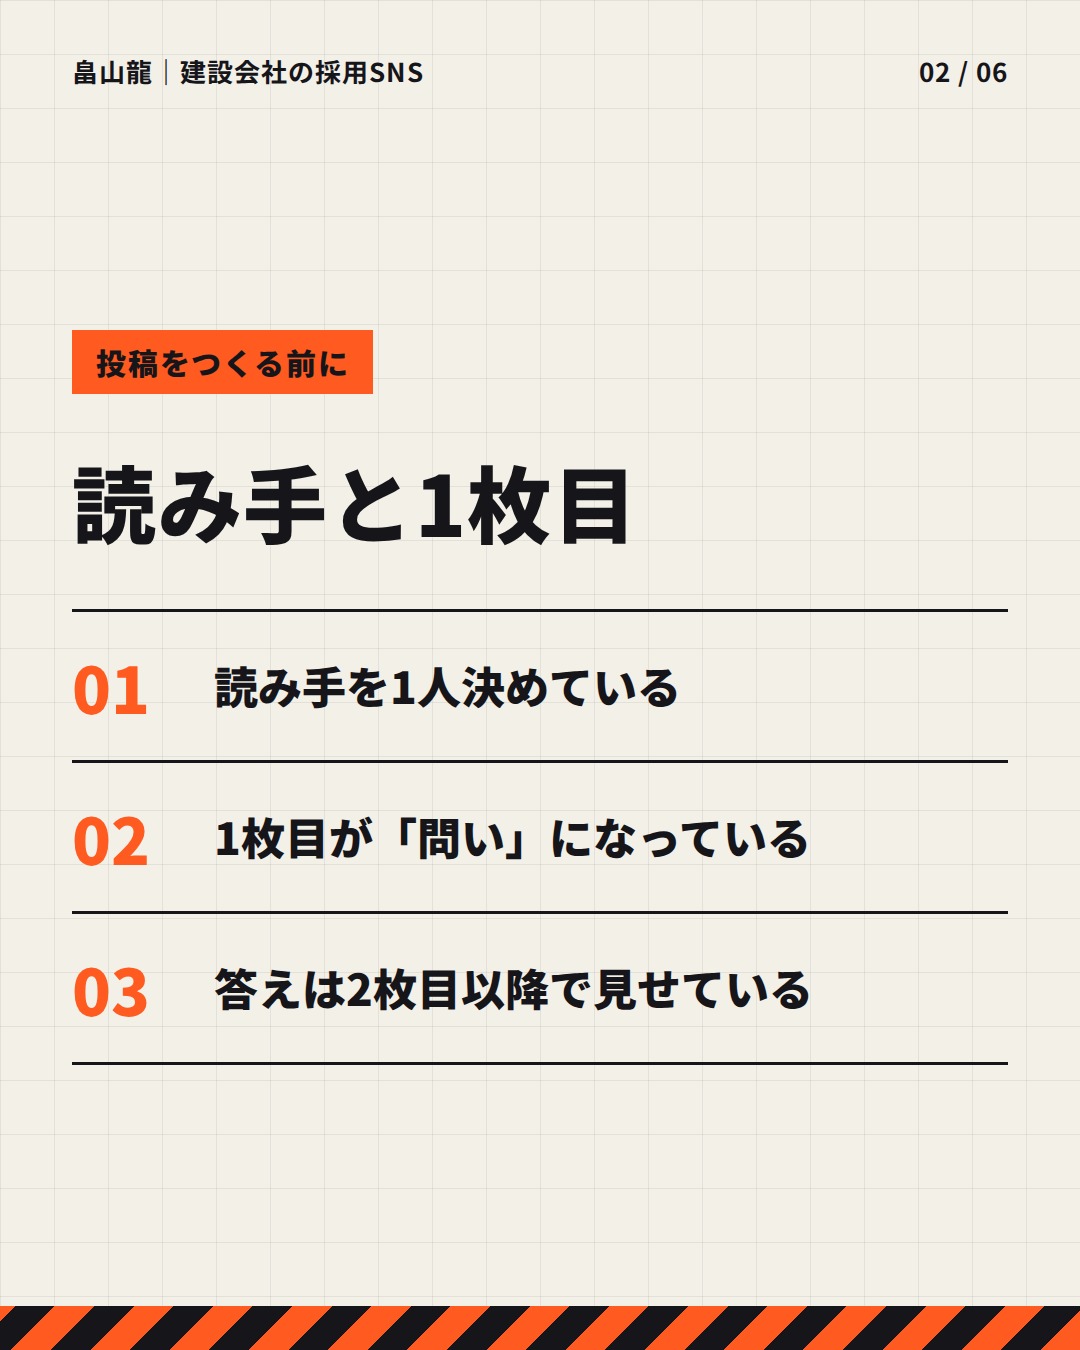 畠山龍｜建設会社の採用SNS
02 / 06
投稿をつくる前に
読み手と1枚目
01 読み手を1人決めている
02 1枚目が「問い」になっている
03 答えは2枚目以降で見せている